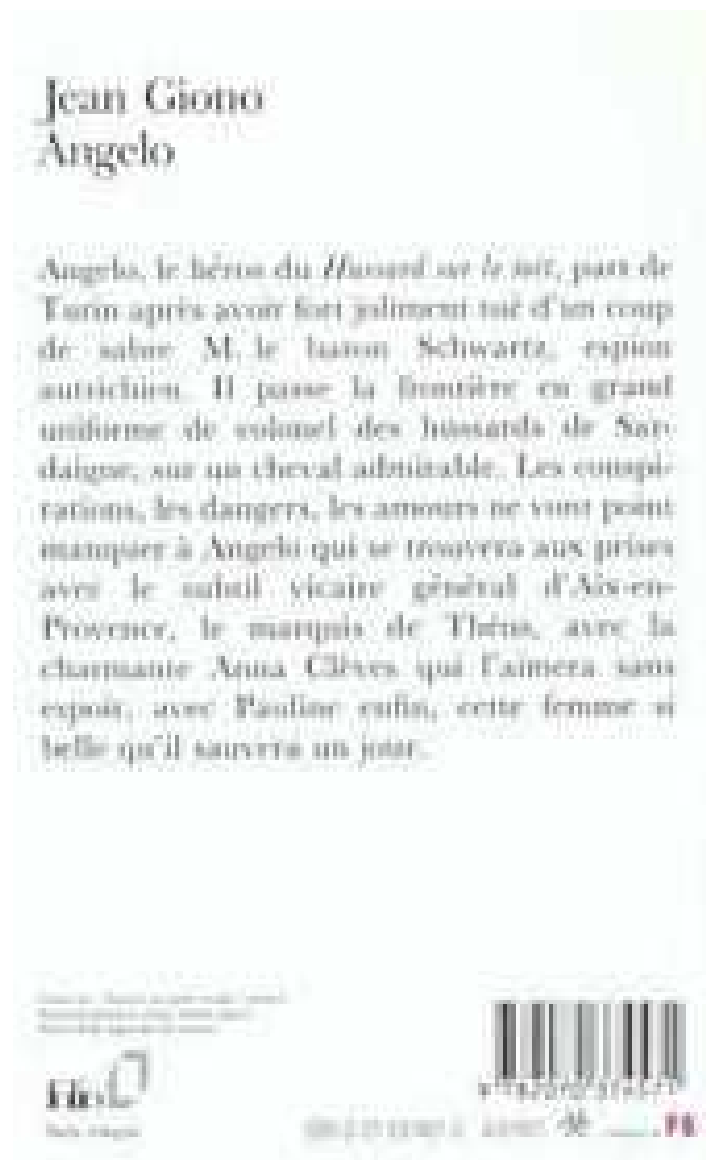 Jean Giono
Angelo
Angelo, le héros du Hussard sur le toit, part de
Turin après avoir fort joliment tué d'un coup
de sabre M. le baron Schwartz, espion
autrichien. Il passe la frontière en grand
uniforme de colonel des hussards de Sar-
daigne, sur un cheval admirable. Les conspi-
rations, les dangers, les amours ne vont point
manquer à Angelo qui se trouvera aux prises
avec le subtil vicaire général d'Aix-en-
Provence, le marquis de Théus, avec la
charmante Anna Clèves qui l'aimera sans
espoir, avec Pauline enfin, cette femme si
belle qu'il sauvera un jour.
folio